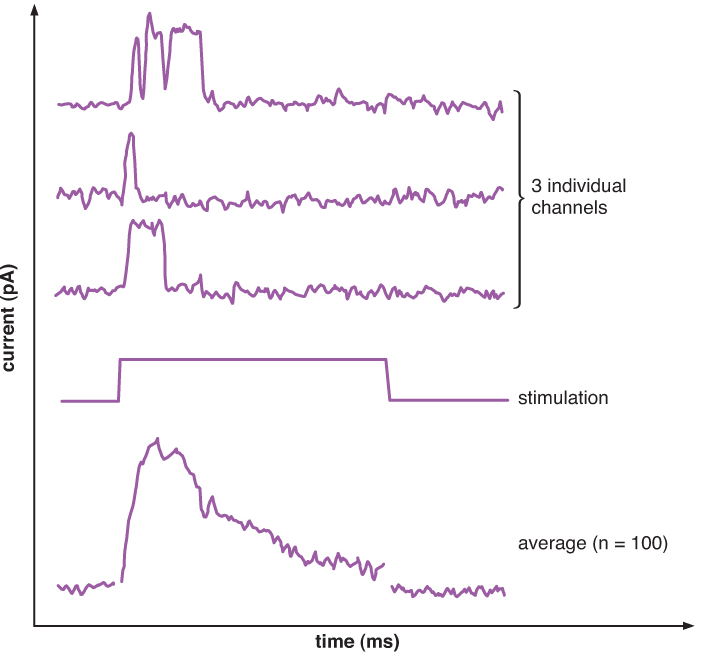 3 individual
channels
stimulation
average (n = 100)
current (pA)
time (ms)